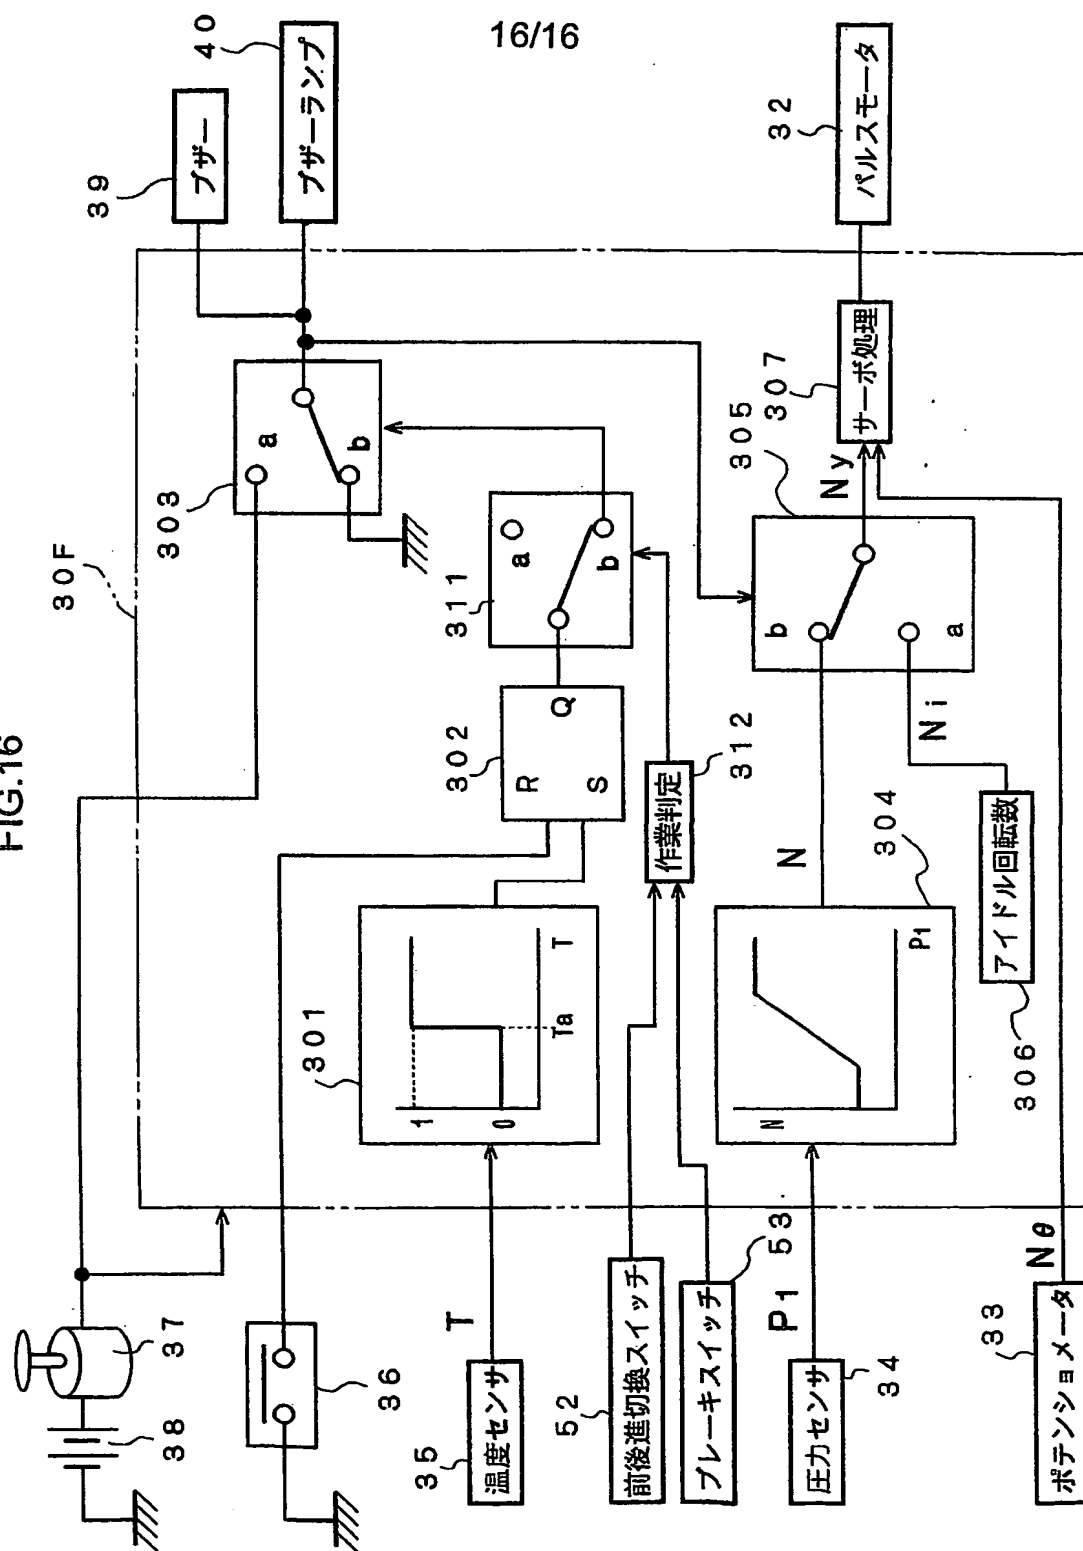 16/16
FIG.16
30F
37
38
36
35
温度センサ
T
52
前後進切換スイッチ
53
ブレーキスイッチ
34
圧力センサ
P1
33
ポテンショメータ
Nθ
301
1
0
Ta
T
302
R
S
Q
311
a
b
303
a
b
39
ブザー
40
ブザーランプ
312
作業判定
304
N
P1
N
306
アイドル回転数
Ni
305
b
a
Ny
307
サーボ処理
32
パルスモータ